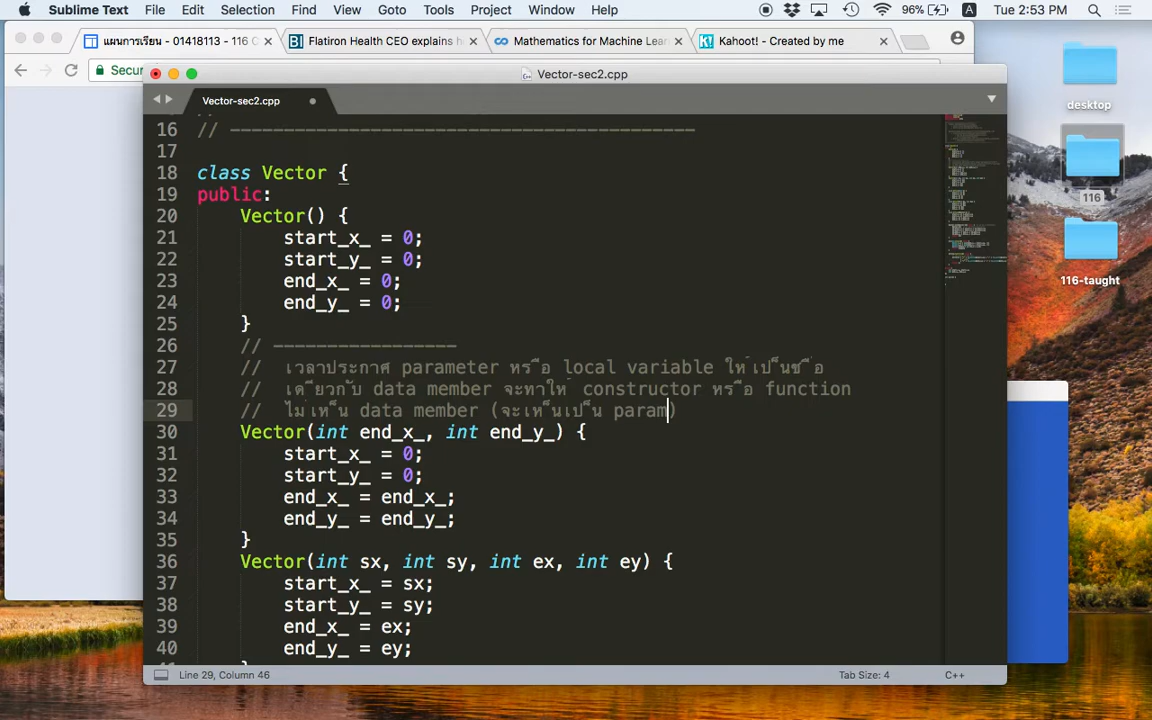 Sublime Text File Edit Selection Find View Goto Tools Project Window Help 96% A Tue 2:53 PM
แผนการเรียน - 01418113 - 116 C Flatiron Health CEO explains h Mathematics for Machine Lear Kahoot! - Created by me
Secur
Vector-sec2.cpp
Vector-sec2.cpp
16 // -------------------------------------------
17
18 class Vector {
19 public:
20 Vector() {
21 start_x_ = 0;
22 start_y_ = 0;
23 end_x_ = 0;
24 end_y_ = 0;
25 }
26 // -----------------
27 // เวลาประกาศ parameter หรือ local variable ให้เป็นชื่อ
28 // เดียวกับ data member จะทำให้ constructor หรือ function
29 // ไม่เห็น data member (จะเห็นเป็น param)
30 Vector(int end_x_, int end_y_) {
31 start_x_ = 0;
32 start_y_ = 0;
33 end_x_ = end_x_;
34 end_y_ = end_y_;
35 }
36 Vector(int sx, int sy, int ex, int ey) {
37 start_x_ = sx;
38 start_y_ = sy;
39 end_x_ = ex;
40 end_y_ = ey;
Line 29, Column 46 Tab Size: 4 C++
desktop
116
116-taught